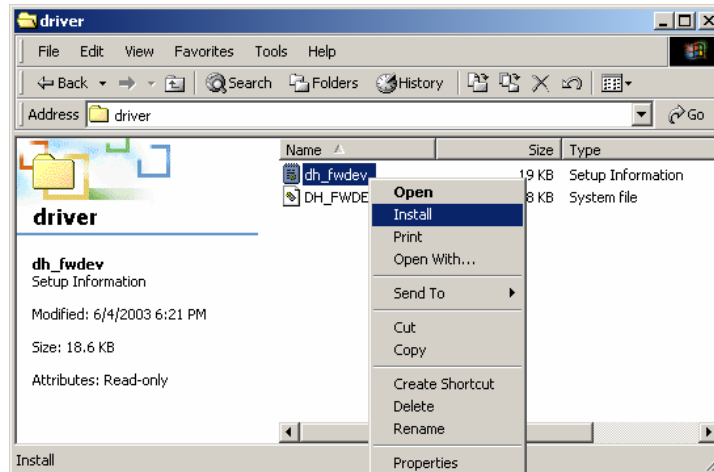 driver
File Edit View Favorites Tools Help
Back Search Folders History
Address driver Go
Name Size Type
dh_fwdev 19 KB Setup Information
DH_FWDE 8 KB System file
driver
dh_fwdev
Setup Information
Modified: 6/4/2003 6:21 PM
Size: 18.6 KB
Attributes: Read-only
Open
Install
Print
Open With...
Send To
Cut
Copy
Create Shortcut
Delete
Rename
Properties
Install